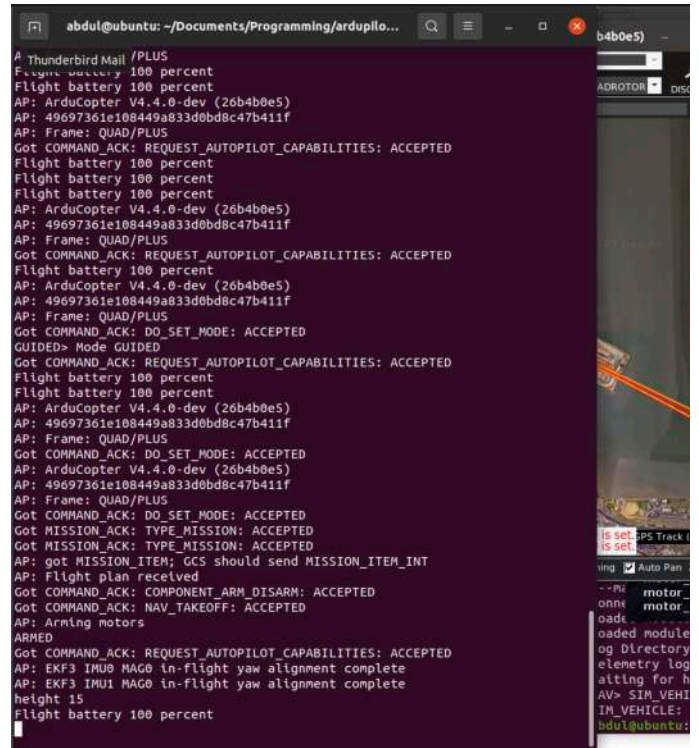 abdul@ubuntu: ~/Documents/Programming/ardupilo...
Thunderbird Mail
/PLUS
Flight battery 100 percent
Flight battery 100 percent
AP: ArduCopter V4.4.0-dev (26b4b0e5)
AP: 49697361e108449a833d0bd8c47b411f
AP: Frame: QUAD/PLUS
Got COMMAND_ACK: REQUEST_AUTOPILOT_CAPABILITIES: ACCEPTED
Flight battery 100 percent
Flight battery 100 percent
Flight battery 100 percent
AP: ArduCopter V4.4.0-dev (26b4b0e5)
AP: 49697361e108449a833d0bd8c47b411f
AP: Frame: QUAD/PLUS
Got COMMAND_ACK: REQUEST_AUTOPILOT_CAPABILITIES: ACCEPTED
Flight battery 100 percent
AP: ArduCopter V4.4.0-dev (26b4b0e5)
AP: 49697361e108449a833d0bd8c47b411f
AP: Frame: QUAD/PLUS
Got COMMAND_ACK: DO_SET_MODE: ACCEPTED
GUIDED> Mode GUIDED
Got COMMAND_ACK: REQUEST_AUTOPILOT_CAPABILITIES: ACCEPTED
Flight battery 100 percent
Flight battery 100 percent
AP: ArduCopter V4.4.0-dev (26b4b0e5)
AP: 49697361e108449a833d0bd8c47b411f
AP: Frame: QUAD/PLUS
Got COMMAND_ACK: DO_SET_MODE: ACCEPTED
AP: ArduCopter V4.4.0-dev (26b4b0e5)
AP: 49697361e108449a833d0bd8c47b411f
AP: Frame: QUAD/PLUS
Got COMMAND_ACK: DO_SET_MODE: ACCEPTED
Got MISSION_ACK: TYPE_MISSION: ACCEPTED
Got MISSION_ACK: TYPE_MISSION: ACCEPTED
AP: got MISSION_ITEM; GCS should send MISSION_ITEM_INT
AP: Flight plan received
Got COMMAND_ACK: COMPONENT_ARM_DISARM: ACCEPTED
Got COMMAND_ACK: NAV_TAKEOFF: ACCEPTED
AP: Arming motors
ARMED
Got COMMAND_ACK: REQUEST_AUTOPILOT_CAPABILITIES: ACCEPTED
AP: EKF3 IMU0 MAG0 in-flight yaw alignment complete
AP: EKF3 IMU1 MAG0 in-flight yaw alignment complete
height 15
Flight battery 100 percent
b4b0e5)
ADROTOR
DISC
is set.
is set.
GPS Track (
ning
Auto Pan
motor_
motor_
onne
oade
oaded module
og Directory
elemetry log
aiting for h
AV> SIM_VEHI
IM_VEHICLE:
bdul@ubuntu: